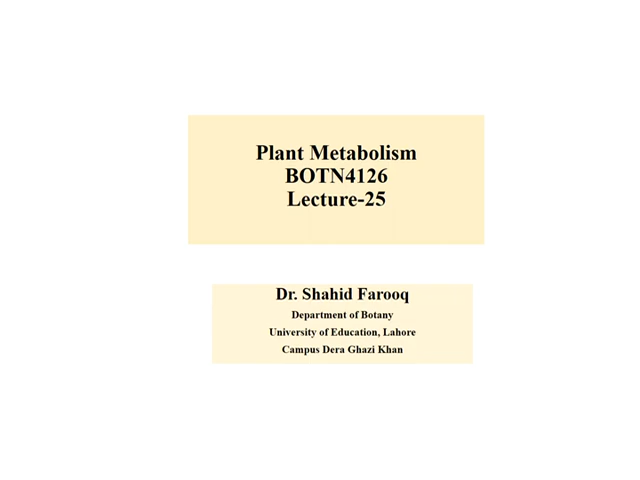 Plant Metabolism
BOTN4126
Lecture-25
Dr. Shahid Farooq
Department of Botany
University of Education, Lahore
Campus Dera Ghazi Khan